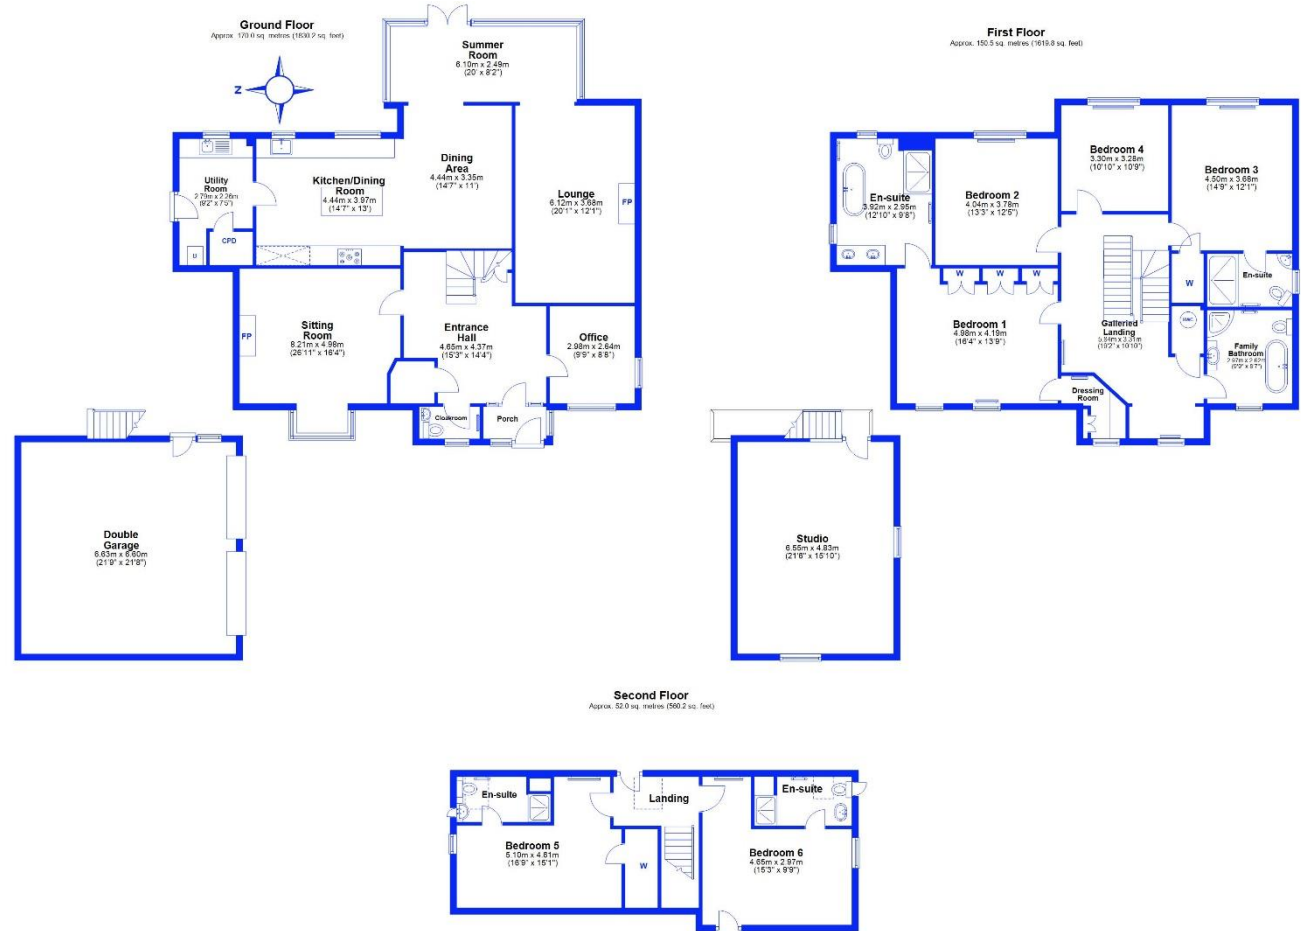 Ground Floor
Approx. 170.0 sq. metres (1830.2 sq. feet)
Z
Summer
Room
6.10m x 2.49m
(20' x 8'2")
Utility
Room
2.79m x 2.26m
(9'2" x 7'5")
CPD
U
Kitchen/Dining
Room
4.44m x 3.97m
(14'7" x 13')
Dining
Area
4.44m x 3.35m
(14'7" x 11')
Lounge
6.12m x 3.68m
(20'1" x 12'1")
FP
FP
Sitting
Room
8.21m x 4.98m
(26'11" x 16'4")
Entrance
Hall
4.65m x 4.37m
(15'3" x 14'4")
Office
2.98m x 2.64m
(9'9" x 8'8")
Cloakroom
Porch
Double
Garage
6.63m x 6.60m
(21'9" x 21'8")
First Floor
Approx. 150.5 sq. metres (1619.8 sq. feet)
En-suite
3.92m x 2.95m
(12'10" x 9'8")
Bedroom 2
4.04m x 3.78m
(13'3" x 12'5")
Bedroom 4
3.30m x 3.28m
(10'10" x 10'9")
Bedroom 3
4.50m x 3.68m
(14'9" x 12'1")
W
W
W
W
En-suite
Bedroom 1
4.98m x 4.19m
(16'4" x 13'9")
Galleried
Landing
Family
Bathroom
Dressing
Room
Studio
6.55m x 4.83m
(21'6" x 15'10")
Second Floor
Approx. 52.0 sq. metres (560.2 sq. feet)
En-suite
Landing
En-suite
Bedroom 5
5.10m x 4.61m
(16'9" x 15'1")
W
Bedroom 6
4.65m x 2.97m
(15'3" x 9'9")